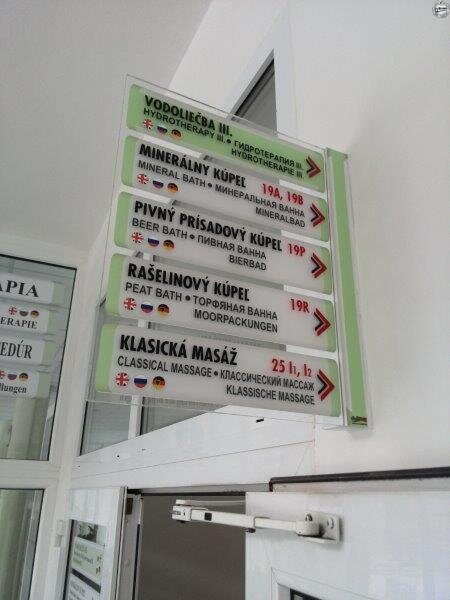 VODOLIEČBA III.
HYDROTHERAPY III. • ГИДРОТЕРАПИЯ III.
HYDROTHERAPIE III
MINERÁLNY KÚPEĽ 19A, 19B
MINERAL BATH • МИНЕРАЛЬНАЯ ВАННА
MINERALBAD
PIVNÝ PRÍSADOVÝ KÚPEĽ 19P
BEER BATH • ПИВНАЯ ВАННА
BIERBAD
RAŠELINOVÝ KÚPEĽ 19R
PEAT BATH • ТОРФЯНАЯ ВАННА
MOORPACKUNGEN
KLASICKÁ MASÁŽ 25 I1, I2
CLASSICAL MASSAGE • КЛАССИЧЕСКИЙ МАССАЖ
KLASSISCHE MASSAGE
APIA
ERAPIE
EDÚR
llungen